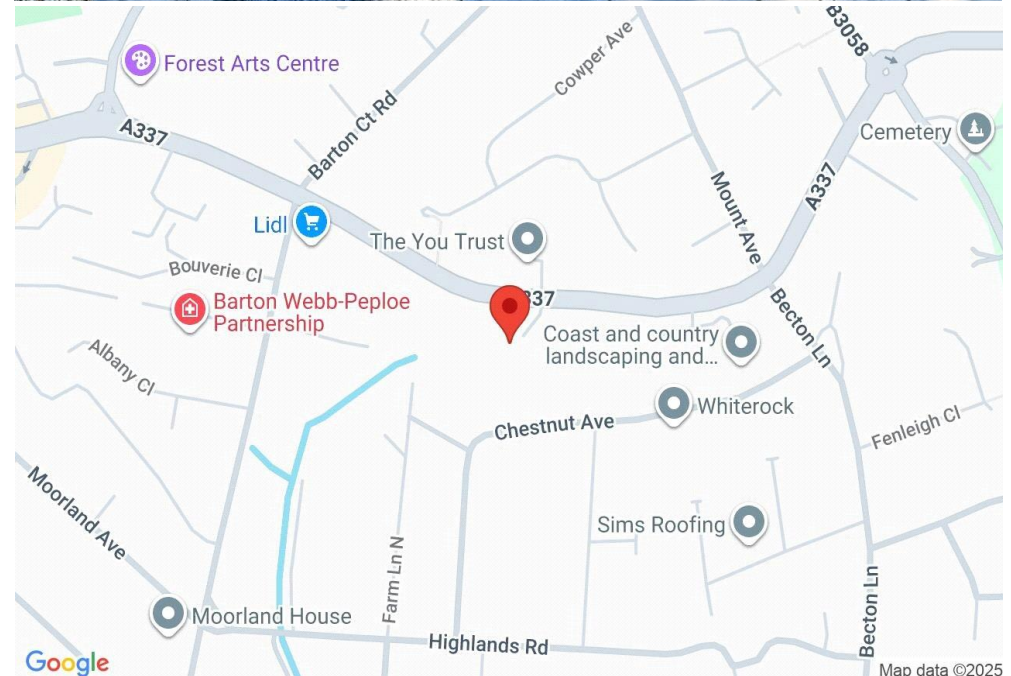 B3058
Forest Arts Centre
Cowper Ave
A337
Barton Ct Rd
Cemetery
Mount Ave
A337
Lidl
The You Trust
Bouverie Cl
Barton Webb-Peploe
Partnership
337
Becton Ln
Coast and country
landscaping and...
Albany Cl
Whiterock
Chestnut Ave
Fenleigh Cl
Moorland Ave
Sims Roofing
Farm Ln N
Becton Ln
Moorland House
Highlands Rd
Google
Map data ©2025